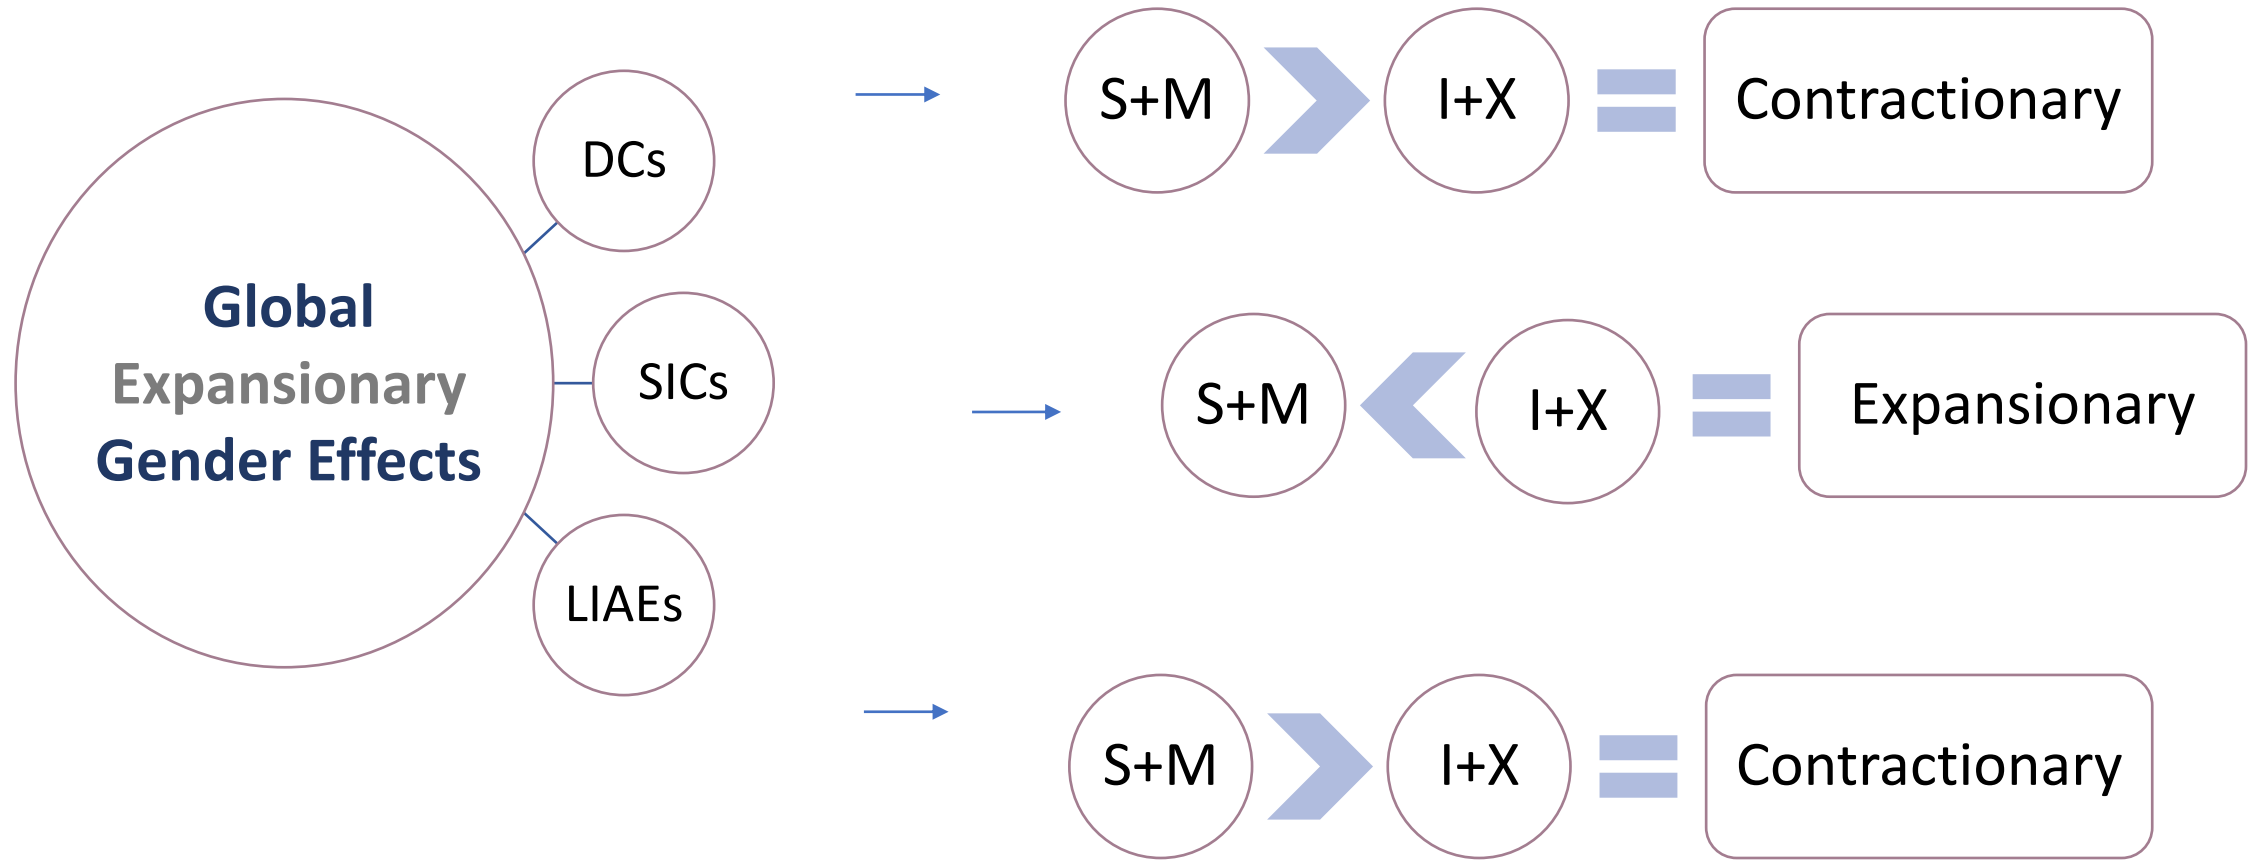 Global
Expansionary
Gender Effects
DCs
S+M
I+X
Contractionary
SICs
S+M
I+X
Expansionary
LIAEs
S+M
I+X
Contractionary